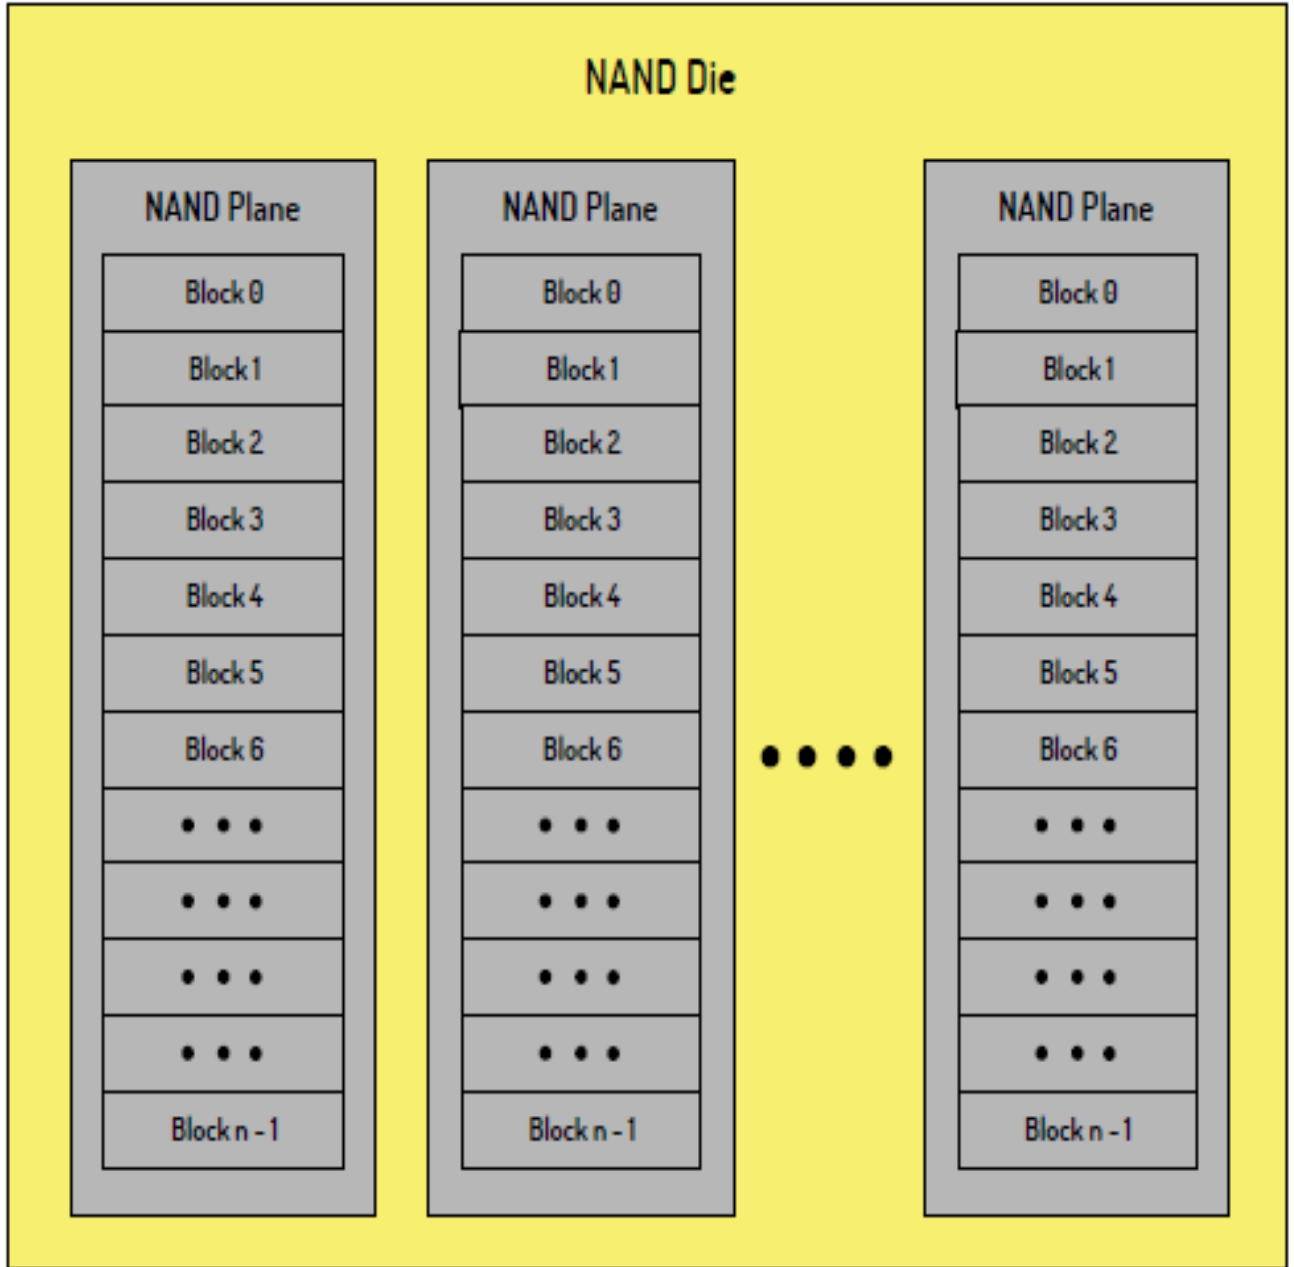 NAND Die
NAND Plane
Block 0
Block 1
Block 2
Block 3
Block 4
Block 5
Block 6
• • •
• • •
• • •
• • •
Block n - 1
NAND Plane
Block 0
Block 1
Block 2
Block 3
Block 4
Block 5
Block 6
• • •
• • •
• • •
• • •
Block n - 1
• • • •
NAND Plane
Block 0
Block 1
Block 2
Block 3
Block 4
Block 5
Block 6
• • •
• • •
• • •
• • •
Block n - 1